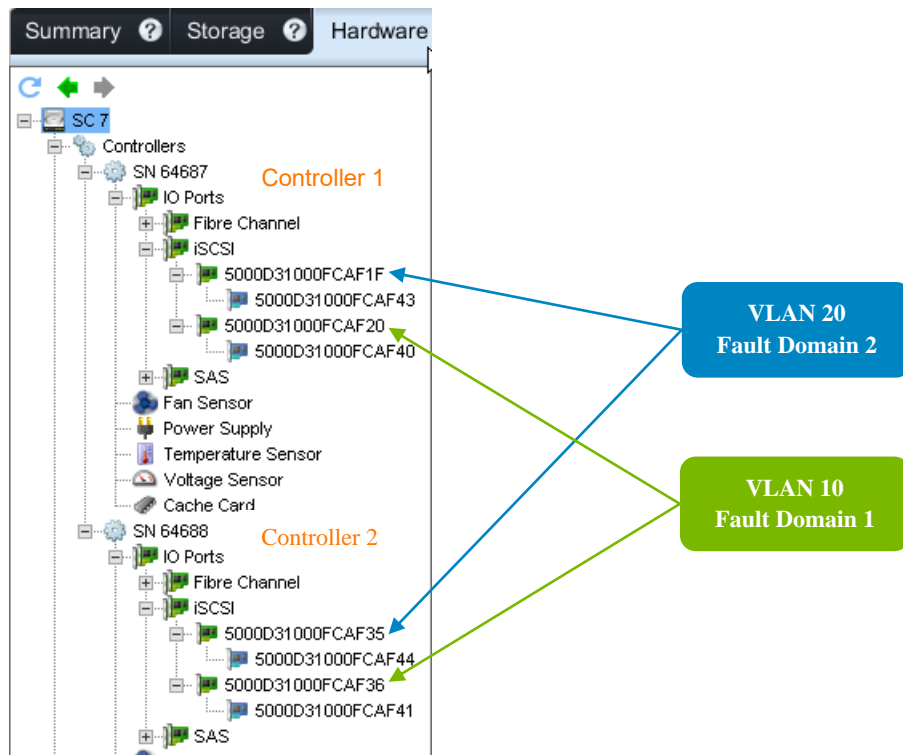 Summary ? Storage ? Hardware
SC 7
Controllers
SN 64687
Controller 1
IO Ports
Fibre Channel
iSCSI
5000D31000FCAF1F
5000D31000FCAF43
5000D31000FCAF20
5000D31000FCAF40
SAS
Fan Sensor
Power Supply
Temperature Sensor
Voltage Sensor
Cache Card
SN 64688
Controller 2
IO Ports
Fibre Channel
iSCSI
5000D31000FCAF35
5000D31000FCAF44
5000D31000FCAF36
5000D31000FCAF41
SAS
VLAN 20
Fault Domain 2
VLAN 10
Fault Domain 1